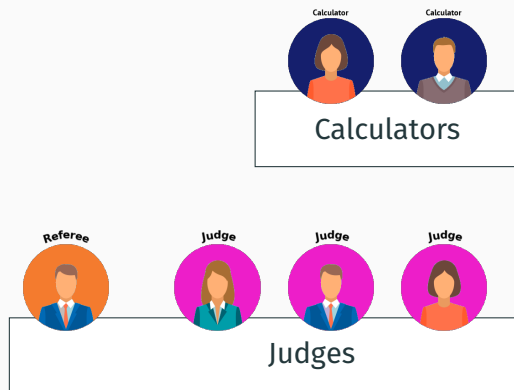 Calculator
Calculator
Calculators
Referee
Judge
Judge
Judge
Judges